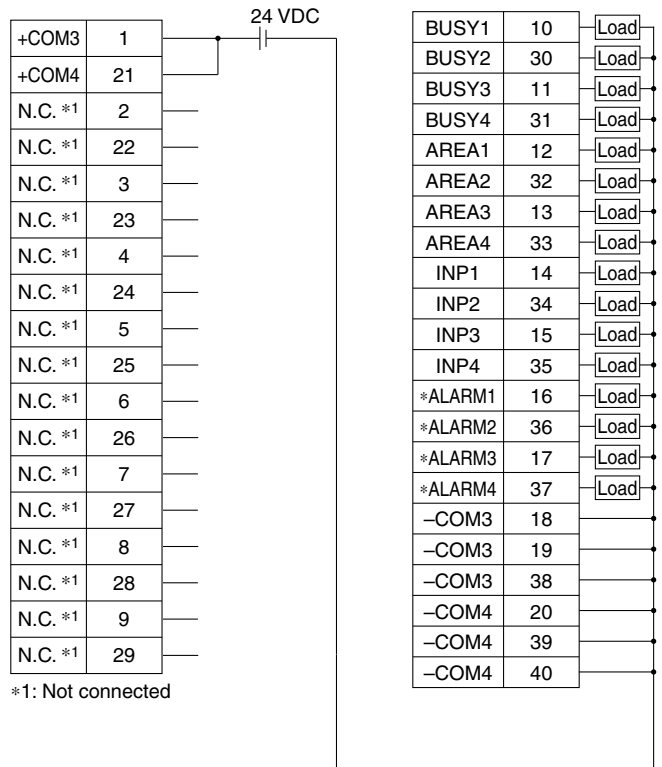 24 VDC
+COM3 1
+COM4 21
N.C. *1 2
N.C. *1 22
N.C. *1 3
N.C. *1 23
N.C. *1 4
N.C. *1 24
N.C. *1 5
N.C. *1 25
N.C. *1 6
N.C. *1 26
N.C. *1 7
N.C. *1 27
N.C. *1 8
N.C. *1 28
N.C. *1 9
N.C. *1 29
*1: Not connected
BUSY1 10 Load
BUSY2 30 Load
BUSY3 11 Load
BUSY4 31 Load
AREA1 12 Load
AREA2 32 Load
AREA3 13 Load
AREA4 33 Load
INP1 14 Load
INP2 34 Load
INP3 15 Load
INP4 35 Load
*ALARM1 16 Load
*ALARM2 36 Load
*ALARM3 17 Load
*ALARM4 37 Load
–COM3 18
–COM3 19
–COM3 38
–COM4 20
–COM4 39
–COM4 40